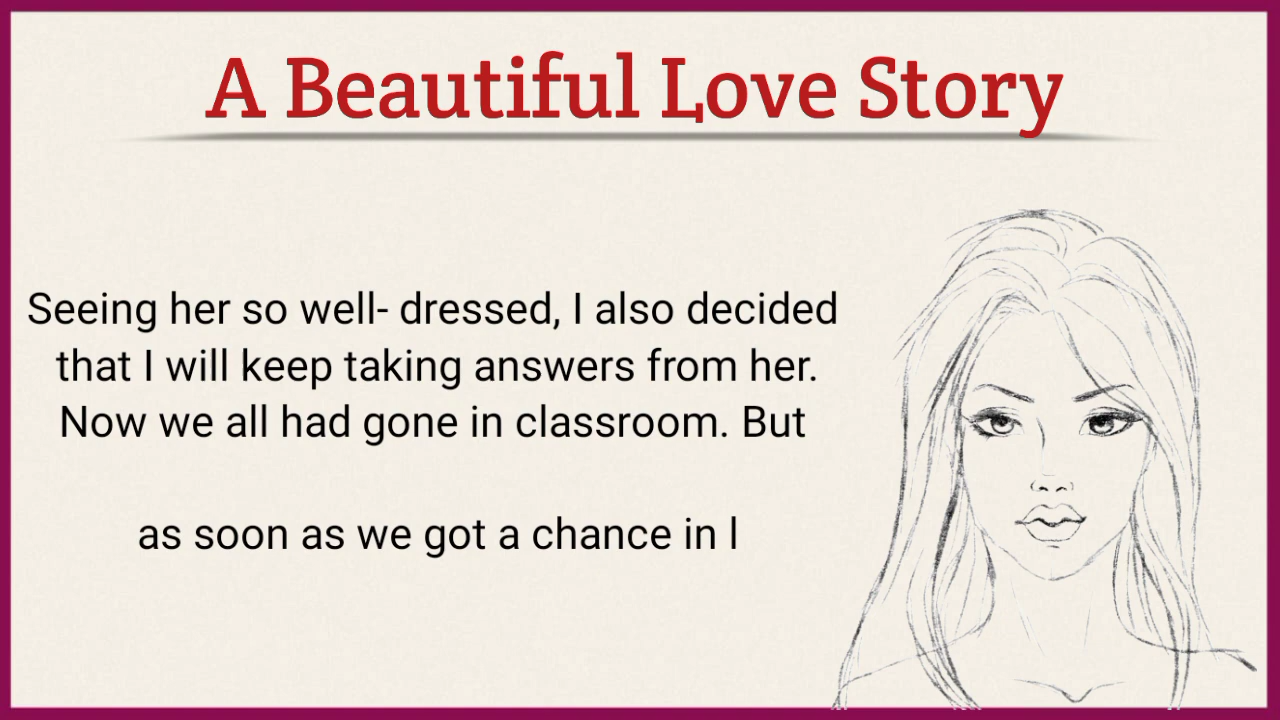 A Beautiful Love Story
Seeing her so well- dressed, I also decided
that I will keep taking answers from her.
Now we all had gone in classroom. But
as soon as we got a chance in l